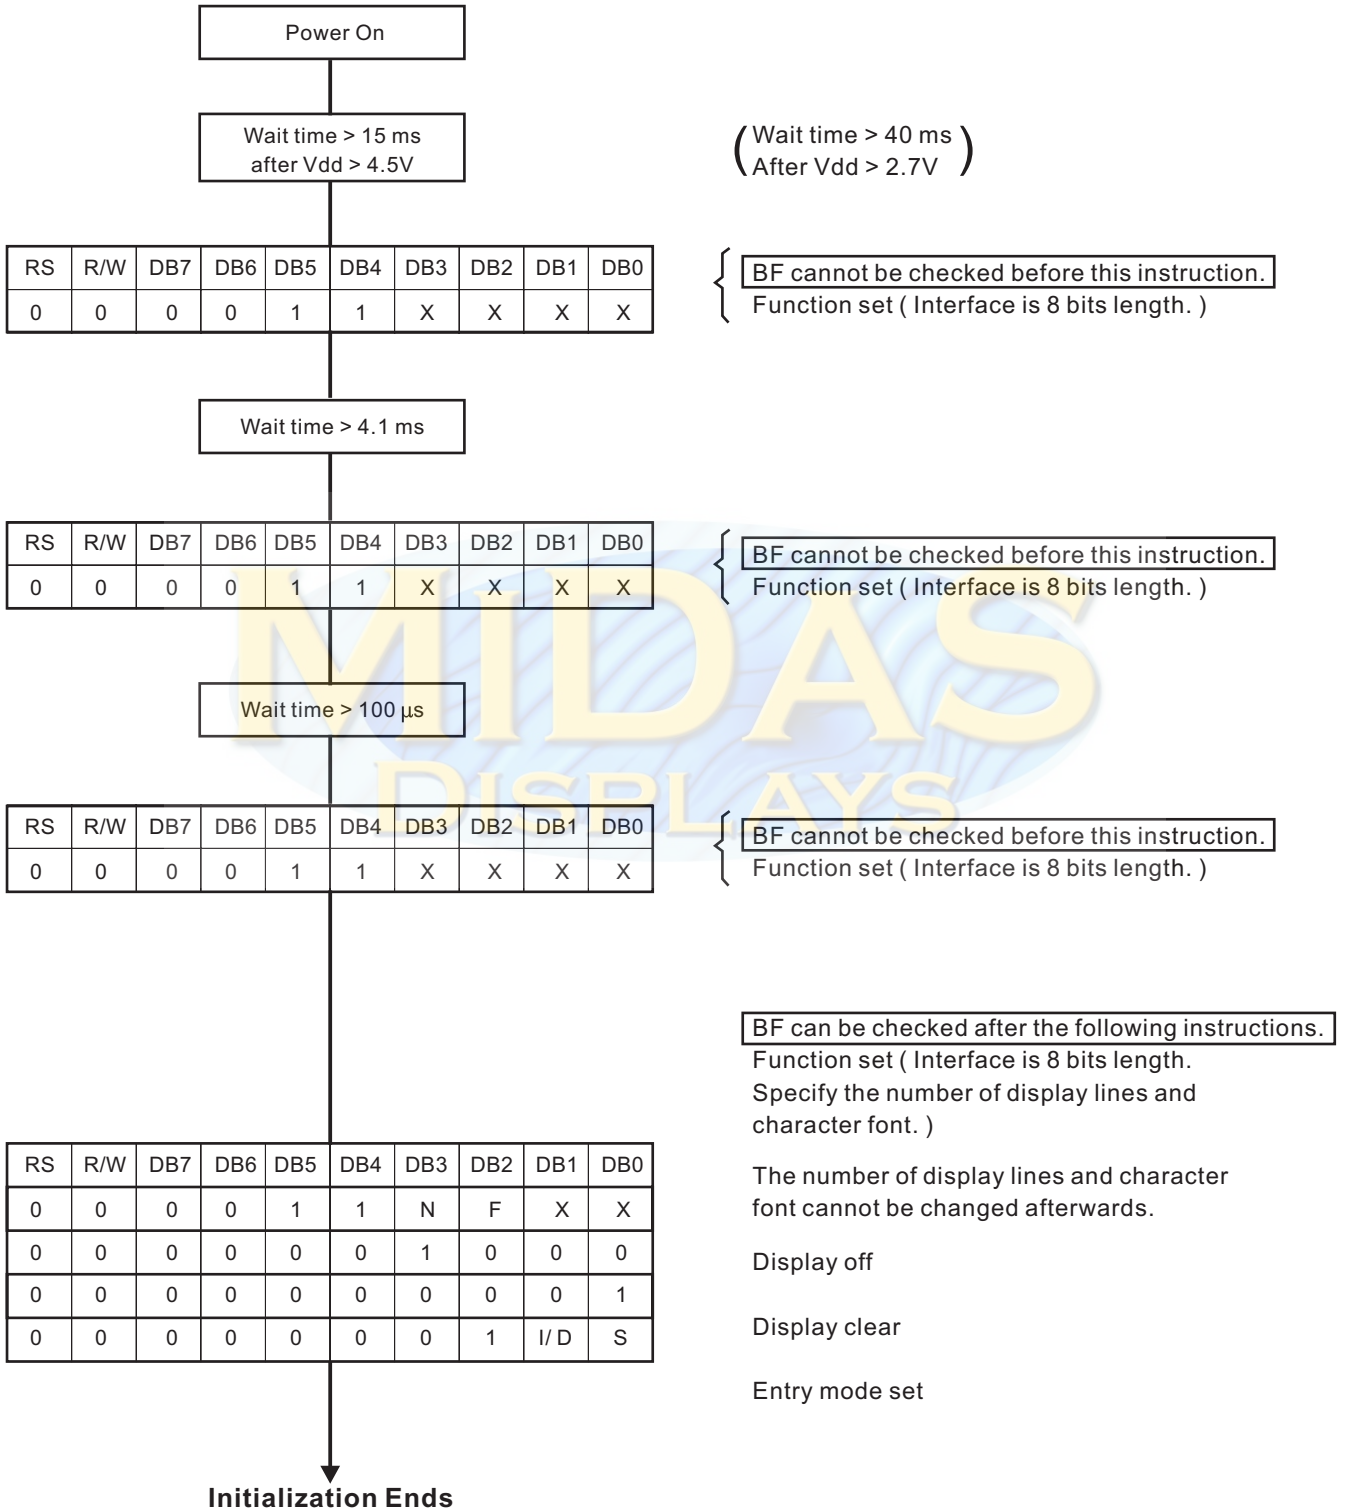 Power On
Wait time > 15 ms
after Vdd > 4.5V
(Wait time > 40 ms)
(After Vdd > 2.7V)
RS R/W DB7 DB6 DB5 DB4 DB3 DB2 DB1 DB0
0 0 0 0 1 1 X X X X
BF cannot be checked before this instruction.
Function set ( Interface is 8 bits length. )
Wait time > 4.1 ms
RS R/W DB7 DB6 DB5 DB4 DB3 DB2 DB1 DB0
0 0 0 0 1 1 X X X X
BF cannot be checked before this instruction.
Function set ( Interface is 8 bits length. )
MIDAS
DISPLAYS
Wait time > 100 µs
RS R/W DB7 DB6 DB5 DB4 DB3 DB2 DB1 DB0
0 0 0 0 1 1 X X X X
BF cannot be checked before this instruction.
Function set ( Interface is 8 bits length. )
BF can be checked after the following instructions.
Function set ( Interface is 8 bits length.
Specify the number of display lines and
character font. )
The number of display lines and character
font cannot be changed afterwards.
RS R/W DB7 DB6 DB5 DB4 DB3 DB2 DB1 DB0
0 0 0 0 1 1 N F X X
0 0 0 0 0 0 1 0 0 0
0 0 0 0 0 0 0 0 0 1
0 0 0 0 0 0 0 1 I/ D S
Display off
Display clear
Entry mode set
Initialization Ends